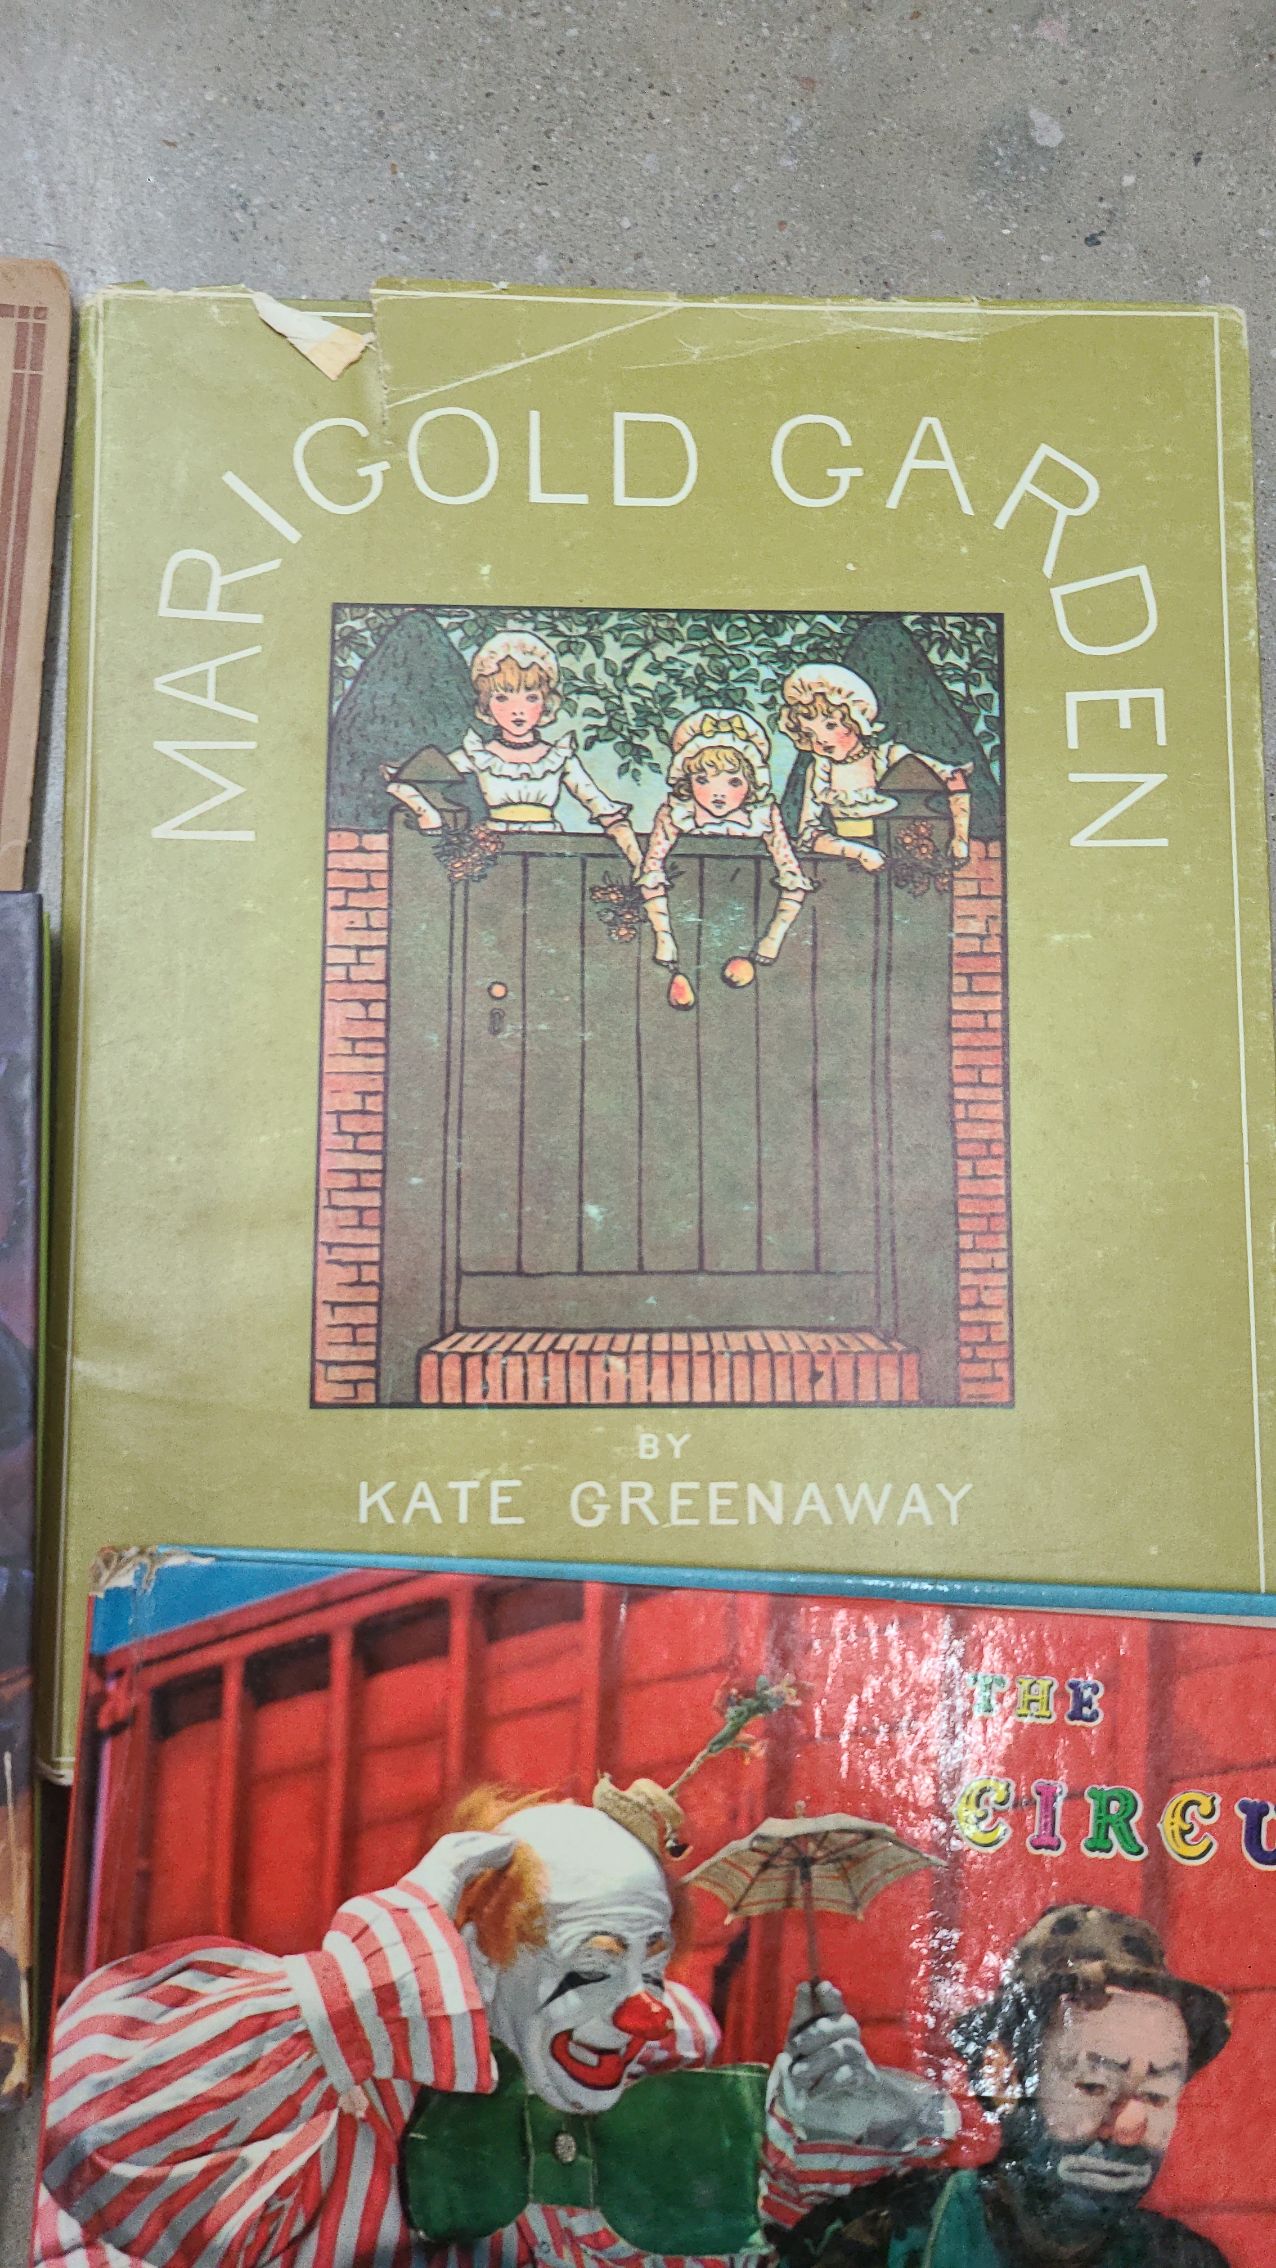 MARIGOLD GARDEN
BY
KATE GREENAWAY
THE
CIRCU